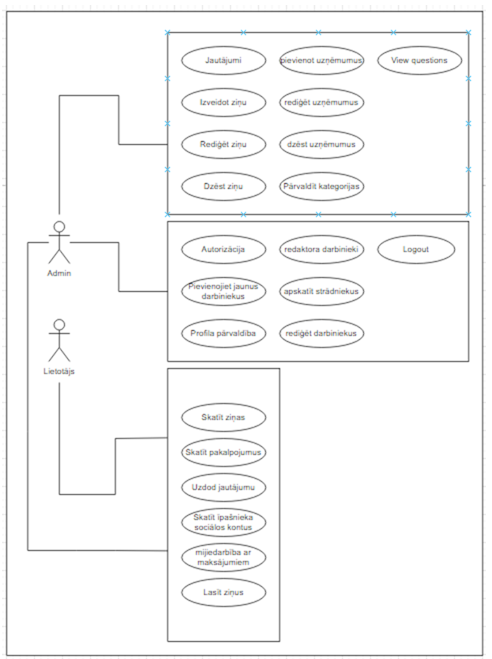 Jautājumi
pievienot uzņēmumus
View questions
Izveidot ziņu
rediģēt uzņēmumus
Rediģēt ziņu
dzēst uzņēmumus
Dzēst ziņu
Pārvaldīt kategorijas
Admin
Autorizācija
redaktora darbinieki
Logout
Pievienojiet jaunus
darbiniekus
apskatīt strādniekus
Profila pārvaldība
rediģēt darbiniekus
Lietotājs
Skatīt ziņas
Skatīt pakalpojumus
Uzdod jautājumu
Skatīt īpašnieka
sociālos kontus
mijiedarbība ar
maksājumiem
Lasīt ziņus